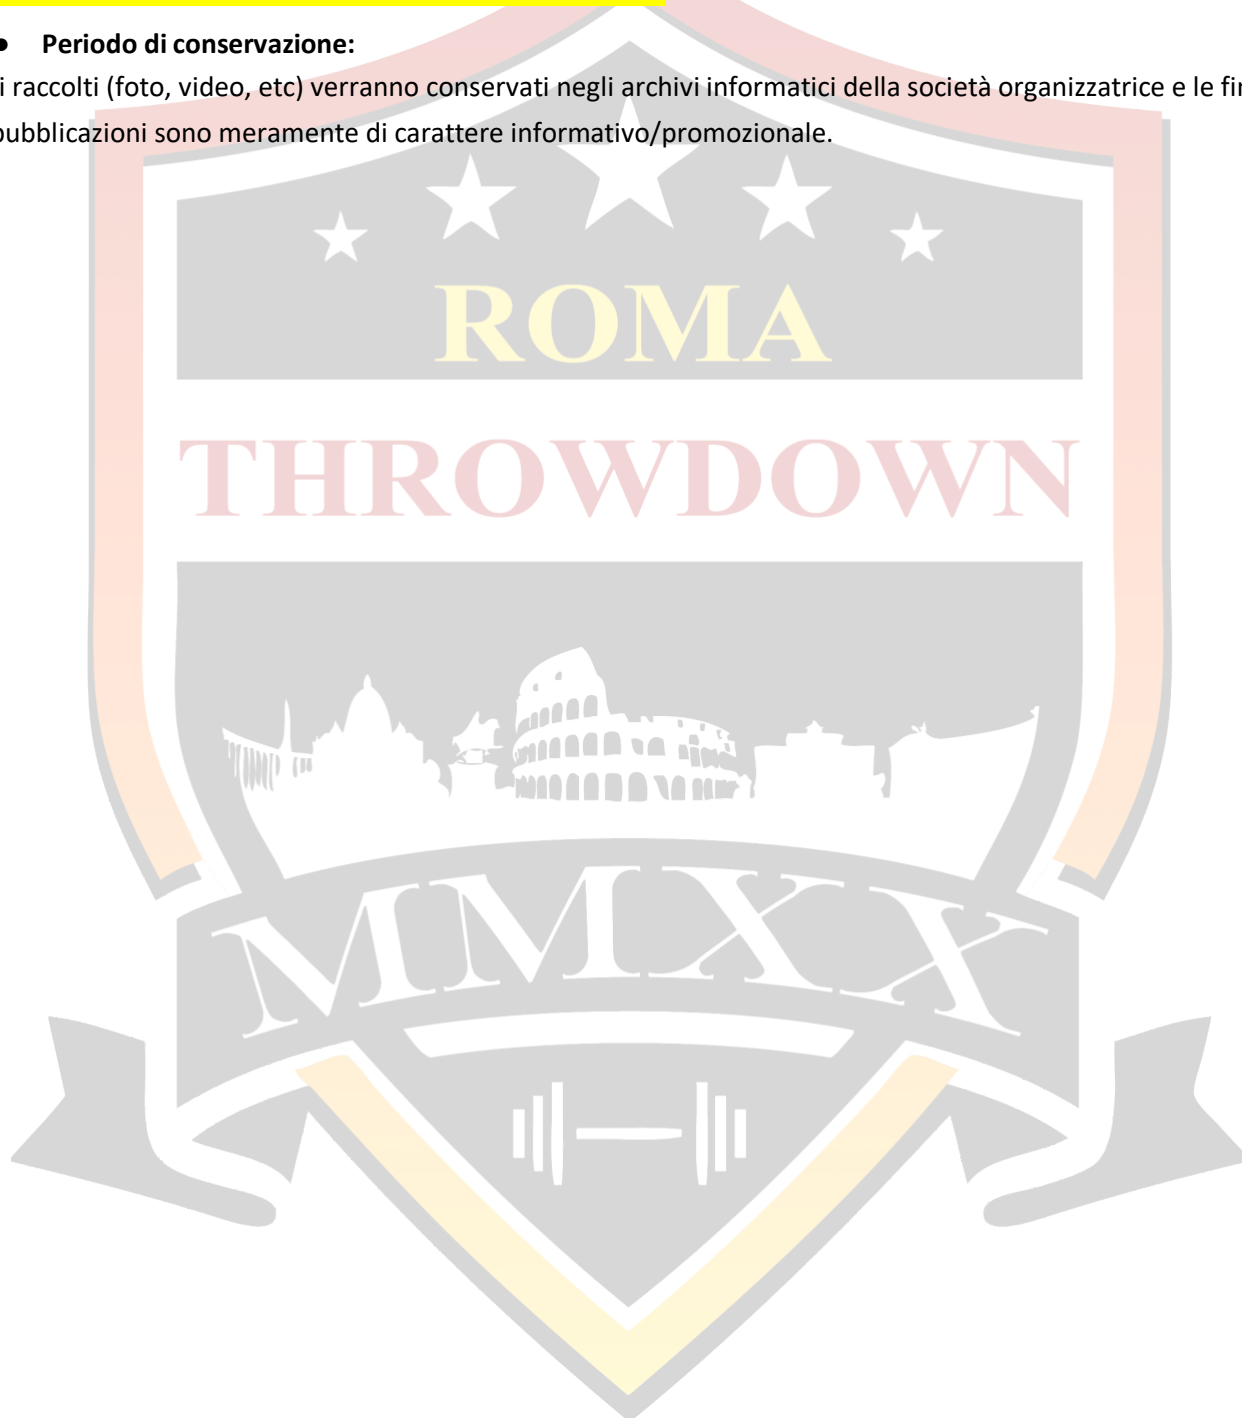 • Periodo di conservazione:
i raccolti (foto, video, etc) verranno conservati negli archivi informatici della società organizzatrice e le
pubblicazioni sono meramente di carattere informativo/promozionale.
ROMA
THROWDOWN
MMXX